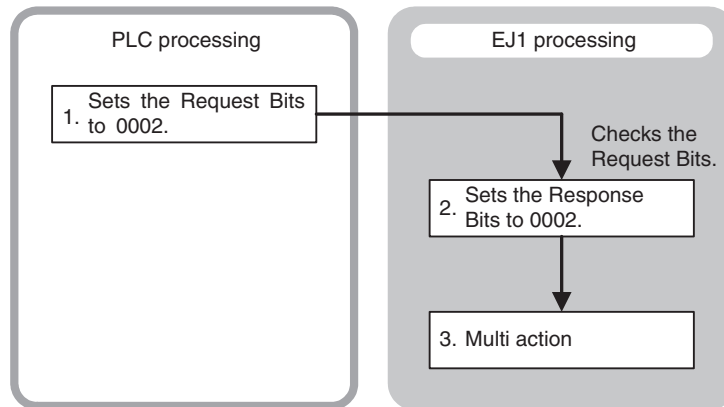 PLC processing
EJ1 processing
1. Sets the Request Bits
to 0002.
Checks the
Request Bits.
2. Sets the Response
Bits to 0002.
3. Multi action